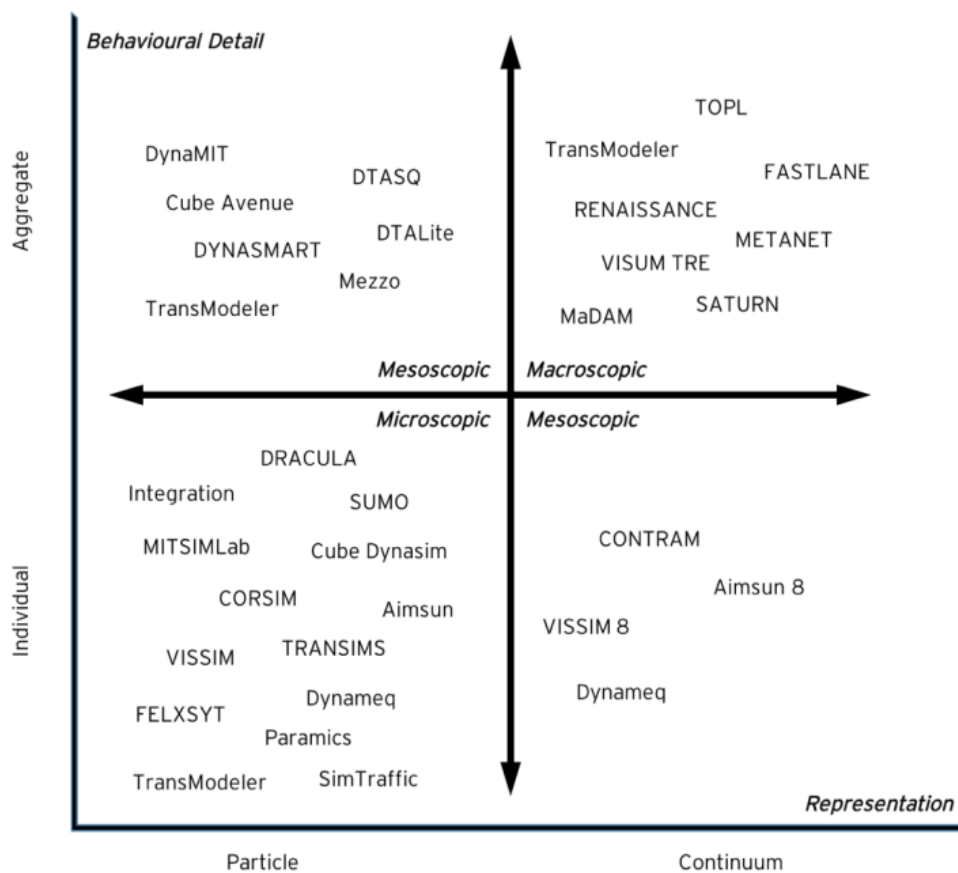 Behavioural Detail
Aggregate
TOPL
DynaMIT
TransModeler
DTASQ
FASTLANE
Cube Avenue
RENAISSANCE
DTALite
METANET
DYNASMART
VISUM TRE
Mezzo
TransModeler
SATURN
MaDAM
Mesoscopic
Macroscopic
Microscopic
Mesoscopic
Individual
DRACULA
Integration
SUMO
MITSIMLab
Cube Dynasim
CONTRAM
CORSIM
Aimsun
Aimsun 8
VISSIM 8
VISSIM
TRANSIMS
Dynameq
Dynameq
FELXSYT
Paramics
TransModeler
SimTraffic
Representation
Particle
Continuum